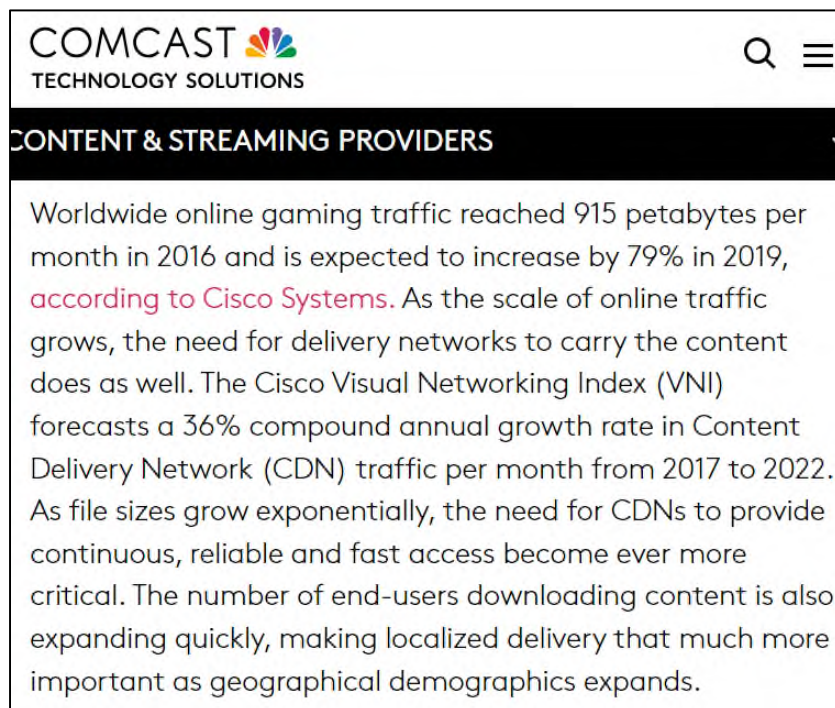 COMCAST
TECHNOLOGY SOLUTIONS
CONTENT & STREAMING PROVIDERS
Worldwide online gaming traffic reached 915 petabytes per
month in 2016 and is expected to increase by 79% in 2019,
according to Cisco Systems. As the scale of online traffic
grows, the need for delivery networks to carry the content
does as well. The Cisco Visual Networking Index (VNI)
forecasts a 36% compound annual growth rate in Content
Delivery Network (CDN) traffic per month from 2017 to 2022.
As file sizes grow exponentially, the need for CDNs to provide
continuous, reliable and fast access become ever more
critical. The number of end-users downloading content is also
expanding quickly, making localized delivery that much more
important as geographical demographics expands.